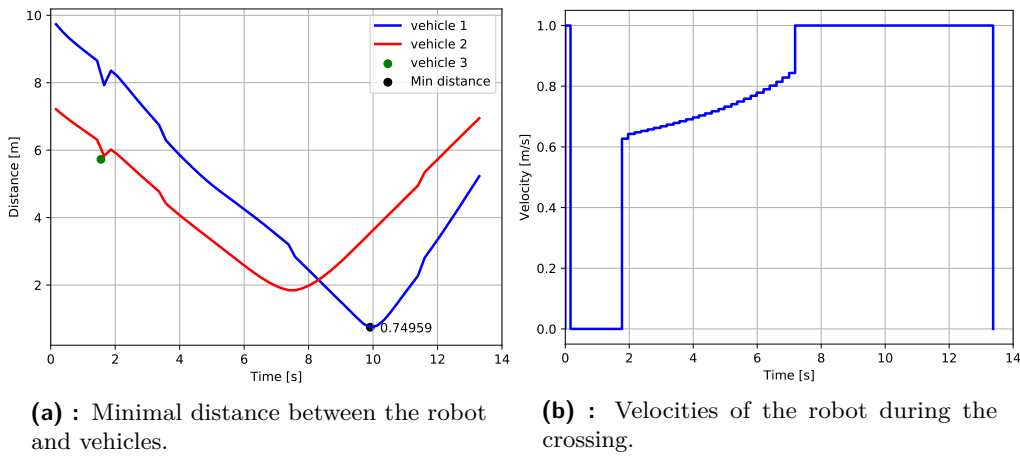 10
8
6
4
2
0
2
4
6
8
10
12
14
Distance [m]
Time [s]
vehicle 1
vehicle 2
vehicle 3
Min distance
0.74959
1.0
0.8
0.6
0.4
0.2
0.0
0
2
4
6
8
10
12
14
Velocity [m/s]
Time [s]
(a) : Minimal distance between the robot
and vehicles.
(b) : Velocities of the robot during the
crossing.